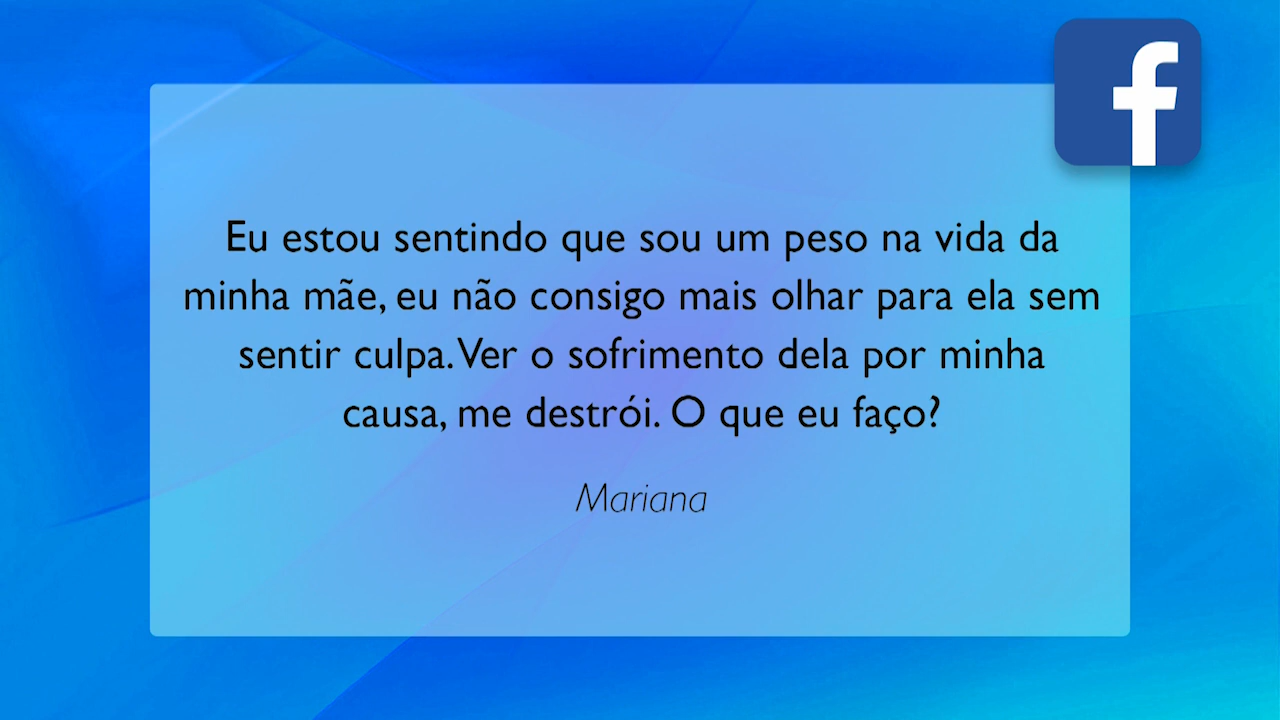 Eu estou sentindo que sou um peso na vida da
minha mãe, eu não consigo mais olhar para ela sem
sentir culpa. Ver o sofrimento dela por minha
causa, me destrói. O que eu faço?
Mariana